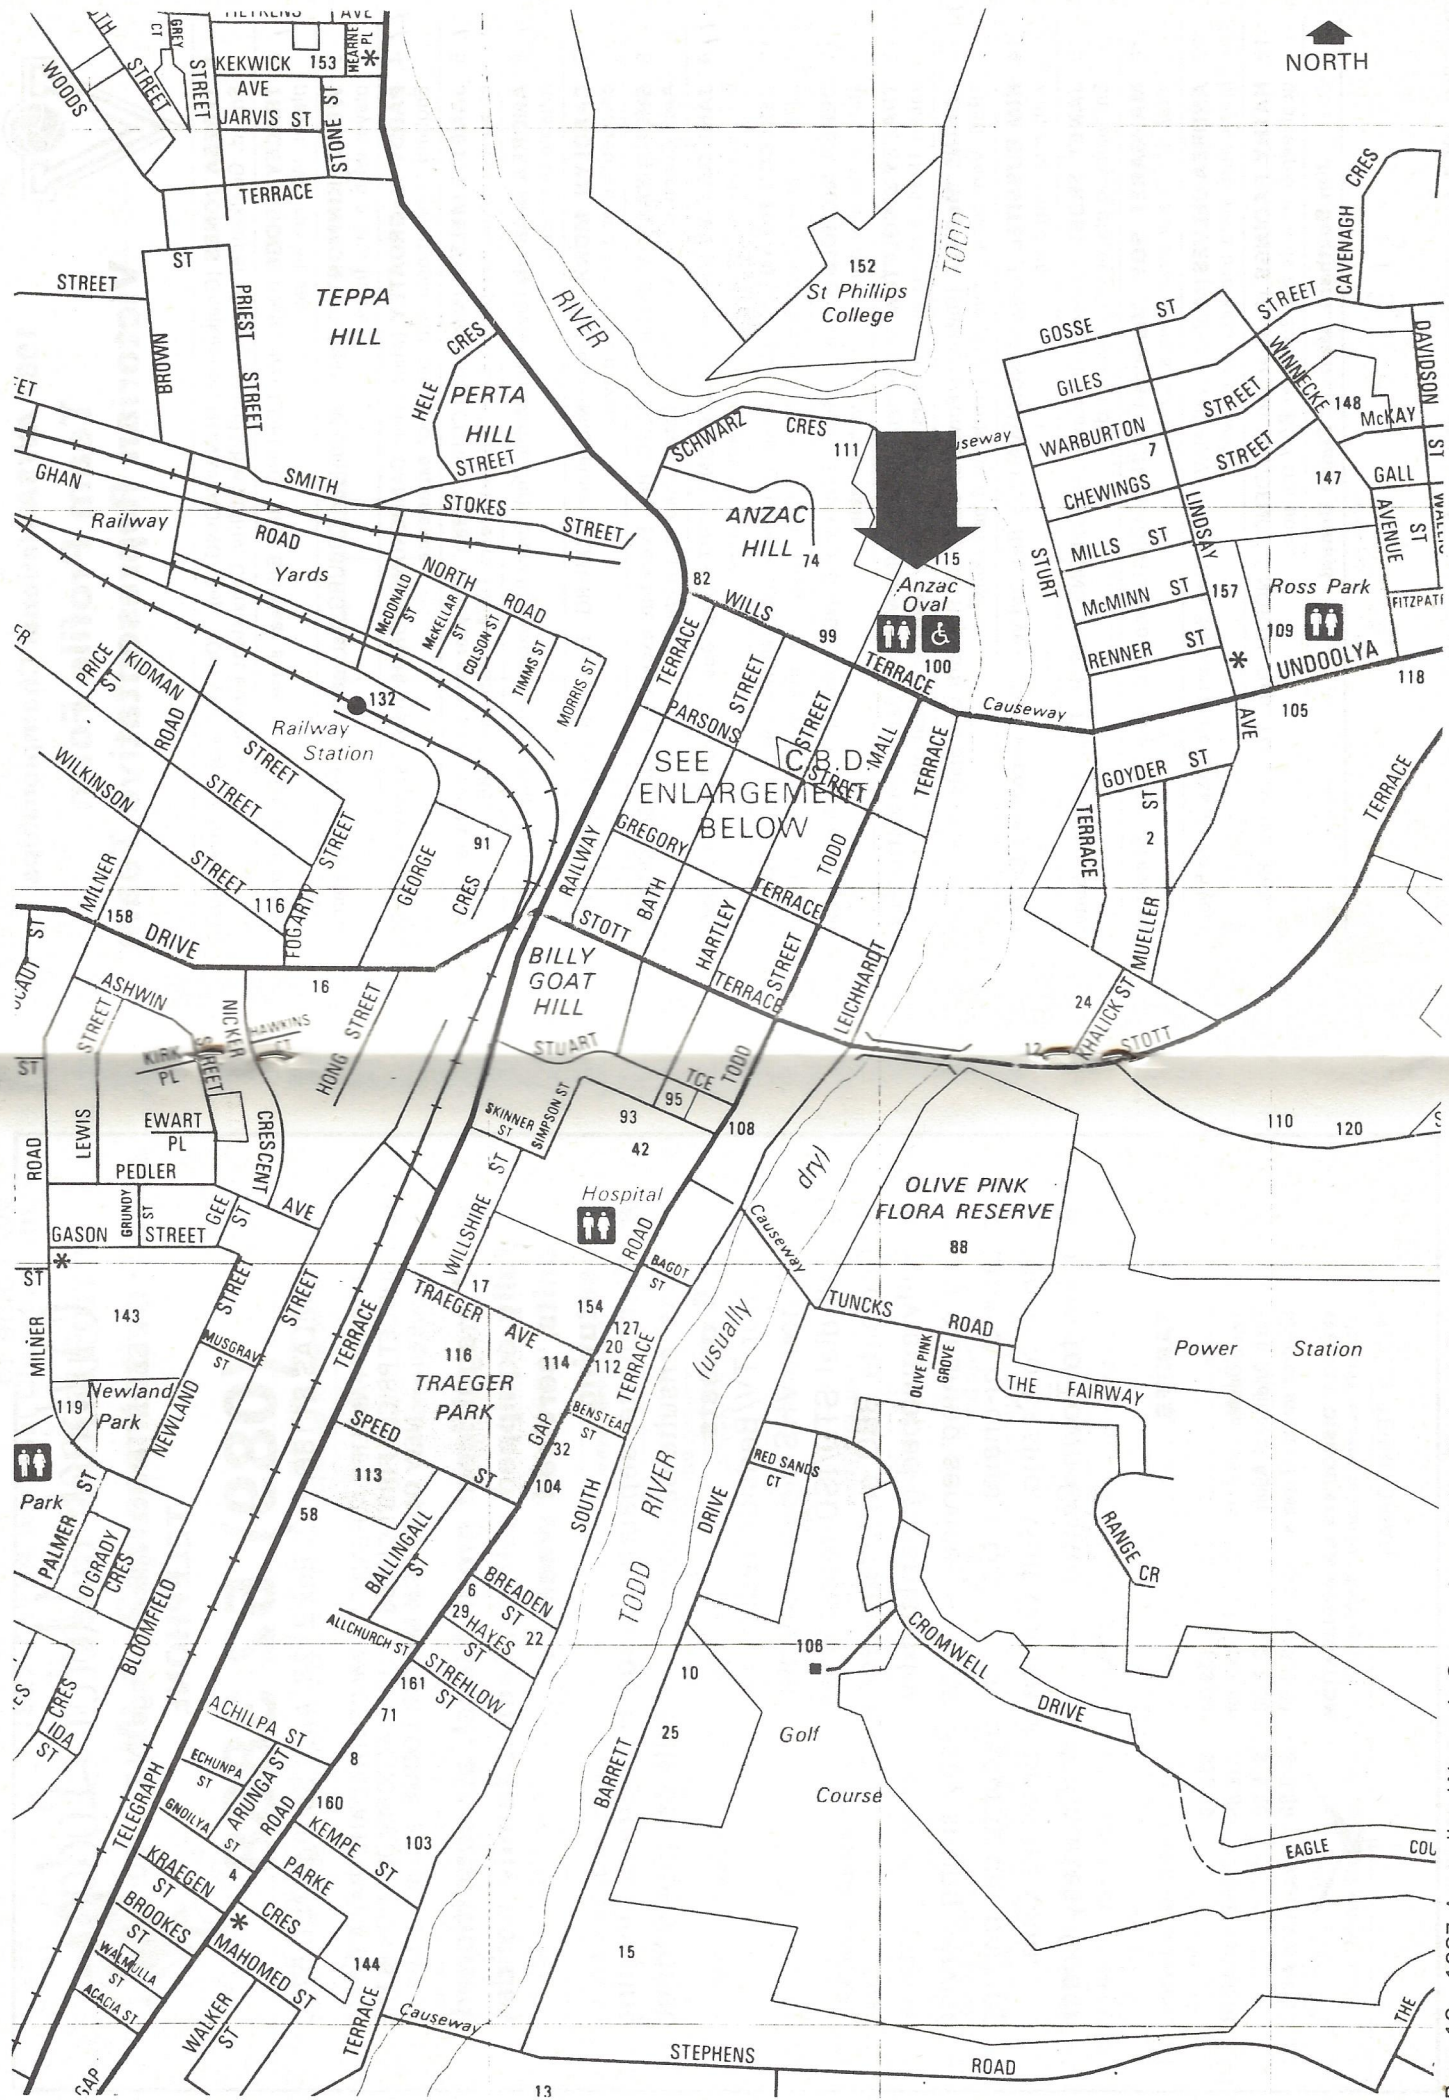 NORTH
AVE
GREY
CT
HEARNE
PL
*
KEKWICK 153
WOODS
STREET
STREET
AVE
JARVIS ST
STONE ST
TERRACE
CRES
CAVENAGH
TODD
ST
STREET
PRIEST
STREET
BROWN
TEPPA
HILL
RIVER
152
St Phillips
College
GOSSE ST
STREET
DAVIDSON
ST
HELE CRES
PERTA
HILL
STREET
GILES
WINNECKE
148
McKAY
SCHWARZ CRES
111
WARBURTON STREET
7
GHAN
ROAD
SMITH
STOKES
STREET
CHEWINGS STREET
147
GALL
AVENUE
ST
Railway
Yards
ANZAC
HILL
74
115
Anzac
Oval
LINDSAY
AVE
STURT
TERRACE
MILLS ST
McMINN ST
157
Ross Park
109
NORTH
ROAD
McDONALD
ST
McKELLAR
ST
COLSON ST
TIMMS ST
MORRIS ST
82
WILLS
99
TERRACE
100
RENNER ST
*
UNDOOLYA
118
PRICE
ST
KIDMAN
STREET
132
Railway
Station
ROAD
STREET
TERRACE
STREET
STREET
MALL
TERRACE
Causeway
105
PARSONS
STREET
SEE C.B.D.
ENLARGEMENT
BELOW
GOYDER ST
TERRACE
WILKINSON
STREET
116
FOGARTY
STREET
GEORGE
CRES
91
RAILWAY
GREGORY
TERRACE
TODD
STREET
ST
2
MUELLER
MILNER
158
DRIVE
STOTT
TERRACE
BATH
HARTLEY
LEICHHARDT
BILLY
GOAT
HILL
ST
ASHWIN
STREET
16
NICKER
CRESCENT
HAWKINS
CT
HONG STREET
STUART
TCE
TODD
24
KHALICK ST
12
STOTT
ST
KIRK
PL
STREET
EWART
PL
LEWIS
SKINNER
ST
SIMPSON ST
93
95
42
108
110
120
ROAD
PEDLER
AVE
GRUNDY
ST
GEE
ST
GASON STREET
Hospital
ROAD
WILLSHIRE
ST
dry)
Causeway
OLIVE PINK
FLORA RESERVE
88
*
ST
143
STREET
STREET
MUSGRAVE
ST
TERRACE
TRAEGER
AVE
17
BAGOT
ST
154
127
20
112
114
116
TRAEGER
PARK
TERRACE
(usually
TUNCKS
ROAD
OLIVE PINK
GROVE
Power Station
THE FAIRWAY
MILNER
119
Newland
Park
NEWLAND
SPEED
ST
113
58
GAP
BENSTEAD
ST
32
104
SOUTH
RIVER
TODD
DRIVE
RED SANDS
CT
RANGE CR
Park
PALMER
ST
O'GRADY
CRES
BALLINGALL
ST
BLOOMFIELD
6
BREADEN
ST
29
HAYES
ST
22
ALLCHURCH ST
STREHLOW
ST
161
71
106
10
25
CROMWELL
DRIVE
Golf
Course
CRES
IDA
ST
ACHILPA ST
ECHUNPA
ST
ARUNGA ST
ROAD
8
160
BARRETT
TELEGRAPH
GNOILYA
ST
4
KEMPE ST
103
EAGLE
KRAEGEN
ST
PARKE
CRES
BROOKES
ST
*
MAHOMED ST
WALMULLA
ST
144
15
ACACIA ST
WALKER
ST
TERRACE
Causeway
THE
GAP
STEPHENS
ROAD
13